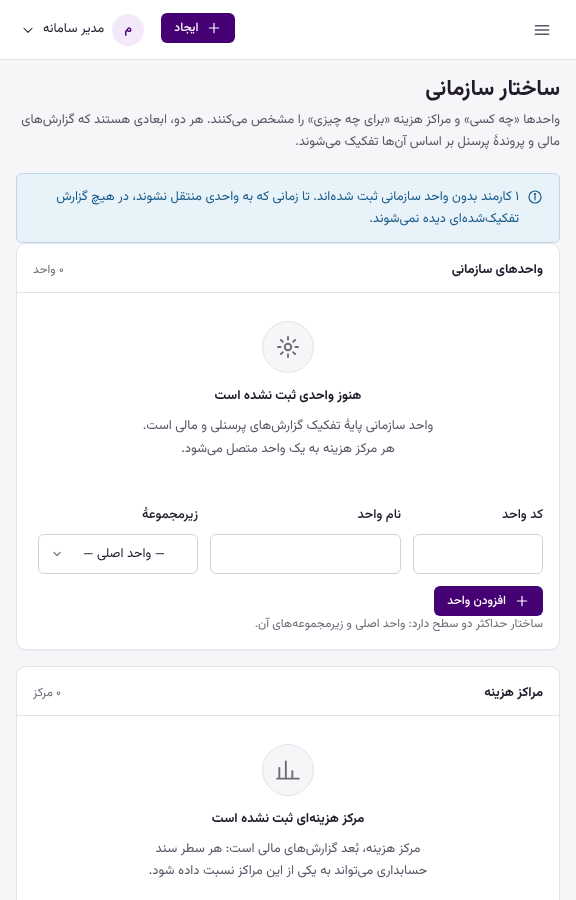 ایجاد
م
مدیر سامانه
ساختار سازمانی
واحدها «چه کسی» و مراکز هزینه «برای چه چیزی» را مشخص می‌کنند. هر دو، ابعادی هستند که گزارش‌های
مالی و پروندهٔ پرسنل بر اساس آن‌ها تفکیک می‌شوند.
۱ کارمند بدون واحد سازمانی ثبت شده‌اند. تا زمانی که به واحدی منتقل نشوند، در هیچ گزارش
تفکیک‌شده‌ای دیده نمی‌شوند.
واحدهای سازمانی
۰ واحد
هنوز واحدی ثبت نشده است
واحد سازمانی پایهٔ تفکیک گزارش‌های پرسنلی و مالی است.
هر مرکز هزینه به یک واحد متصل می‌شود.
کد واحد
نام واحد
زیرمجموعهٔ
— واحد اصلی —
افزودن واحد
ساختار حداکثر دو سطح دارد: واحد اصلی و زیرمجموعه‌های آن.
مراکز هزینه
۰ مرکز
مرکز هزینه‌ای ثبت نشده است
مرکز هزینه، بُعد گزارش‌های مالی است: هر سطر سند
حسابداری می‌تواند به یکی از این مراکز نسبت داده شود.